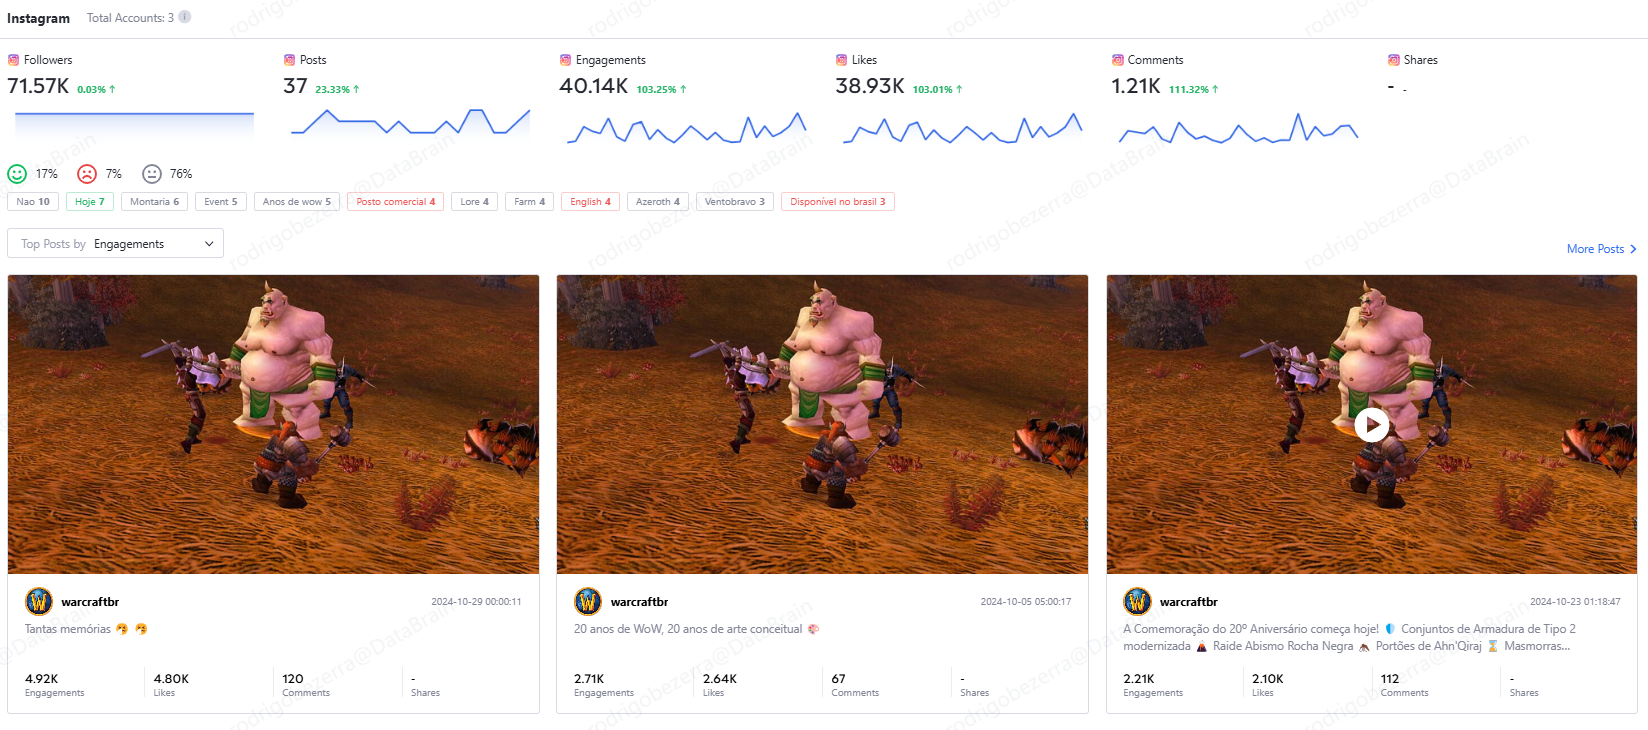 Instagram Total Accounts: 3
Followers Posts Engagements Likes Comments Shares
71.57K 0.03% ↑ 37 23.33% ↑ 40.14K 103.25% ↑ 38.93K 103.01% ↑ 1.21K 111.32% ↑ - -
17% 7% 76%
Nao 10 Hoje 7 Montaria 6 Event 5 Anos de wow 5 Posto comercial 4 Lore 4 Farm 4 English 4 Azeroth 4 Ventobravo 3 Disponível no brasil 3
Top Posts by Engagements
More Posts
warcraftbr 2024-10-29 00:00:11
Tantas memórias
4.92K 4.80K 120 -
Engagements Likes Comments Shares
warcraftbr 2024-10-05 05:00:17
20 anos de WoW, 20 anos de arte conceitual
2.71K 2.64K 67 -
Engagements Likes Comments Shares
warcraftbr 2024-10-23 01:18:47
A Comemoração do 20º Aniversário começa hoje! Conjuntos de Armadura de Tipo 2
modernizada Raide Abismo Rocha Negra Portões de Ahn'Qiraj Masmorras...
2.21K 2.10K 112 -
Engagements Likes Comments Shares
rodrigobezerra@DataBrain